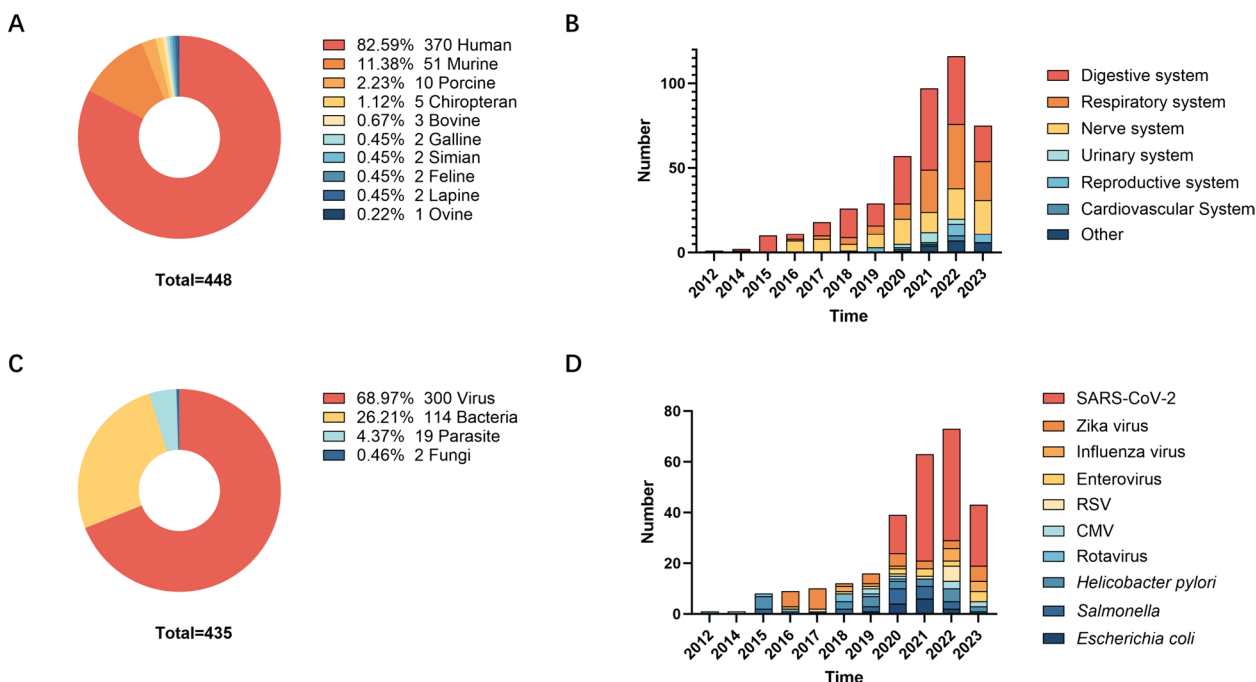 A
82.59% 370 Human
11.38% 51 Murine
2.23% 10 Porcine
1.12% 5 Chiropteran
0.67% 3 Bovine
0.45% 2 Galline
0.45% 2 Simian
0.45% 2 Feline
0.45% 2 Lapine
0.22% 1 Ovine
Total=448
B
Number
100
50
0
2012 2014 2015 2016 2017 2018 2019 2020 2021 2022 2023
Time
Digestive system
Respiratory system
Nerve system
Urinary system
Reproductive system
Cardiovascular System
Other
C
68.97% 300 Virus
26.21% 114 Bacteria
4.37% 19 Parasite
0.46% 2 Fungi
Total=435
D
Number
80
60
40
20
0
2012 2014 2015 2016 2017 2018 2019 2020 2021 2022 2023
Time
SARS-CoV-2
Zika virus
Influenza virus
Enterovirus
RSV
CMV
Rotavirus
Helicobacter pylori
Salmonella
Escherichia coli